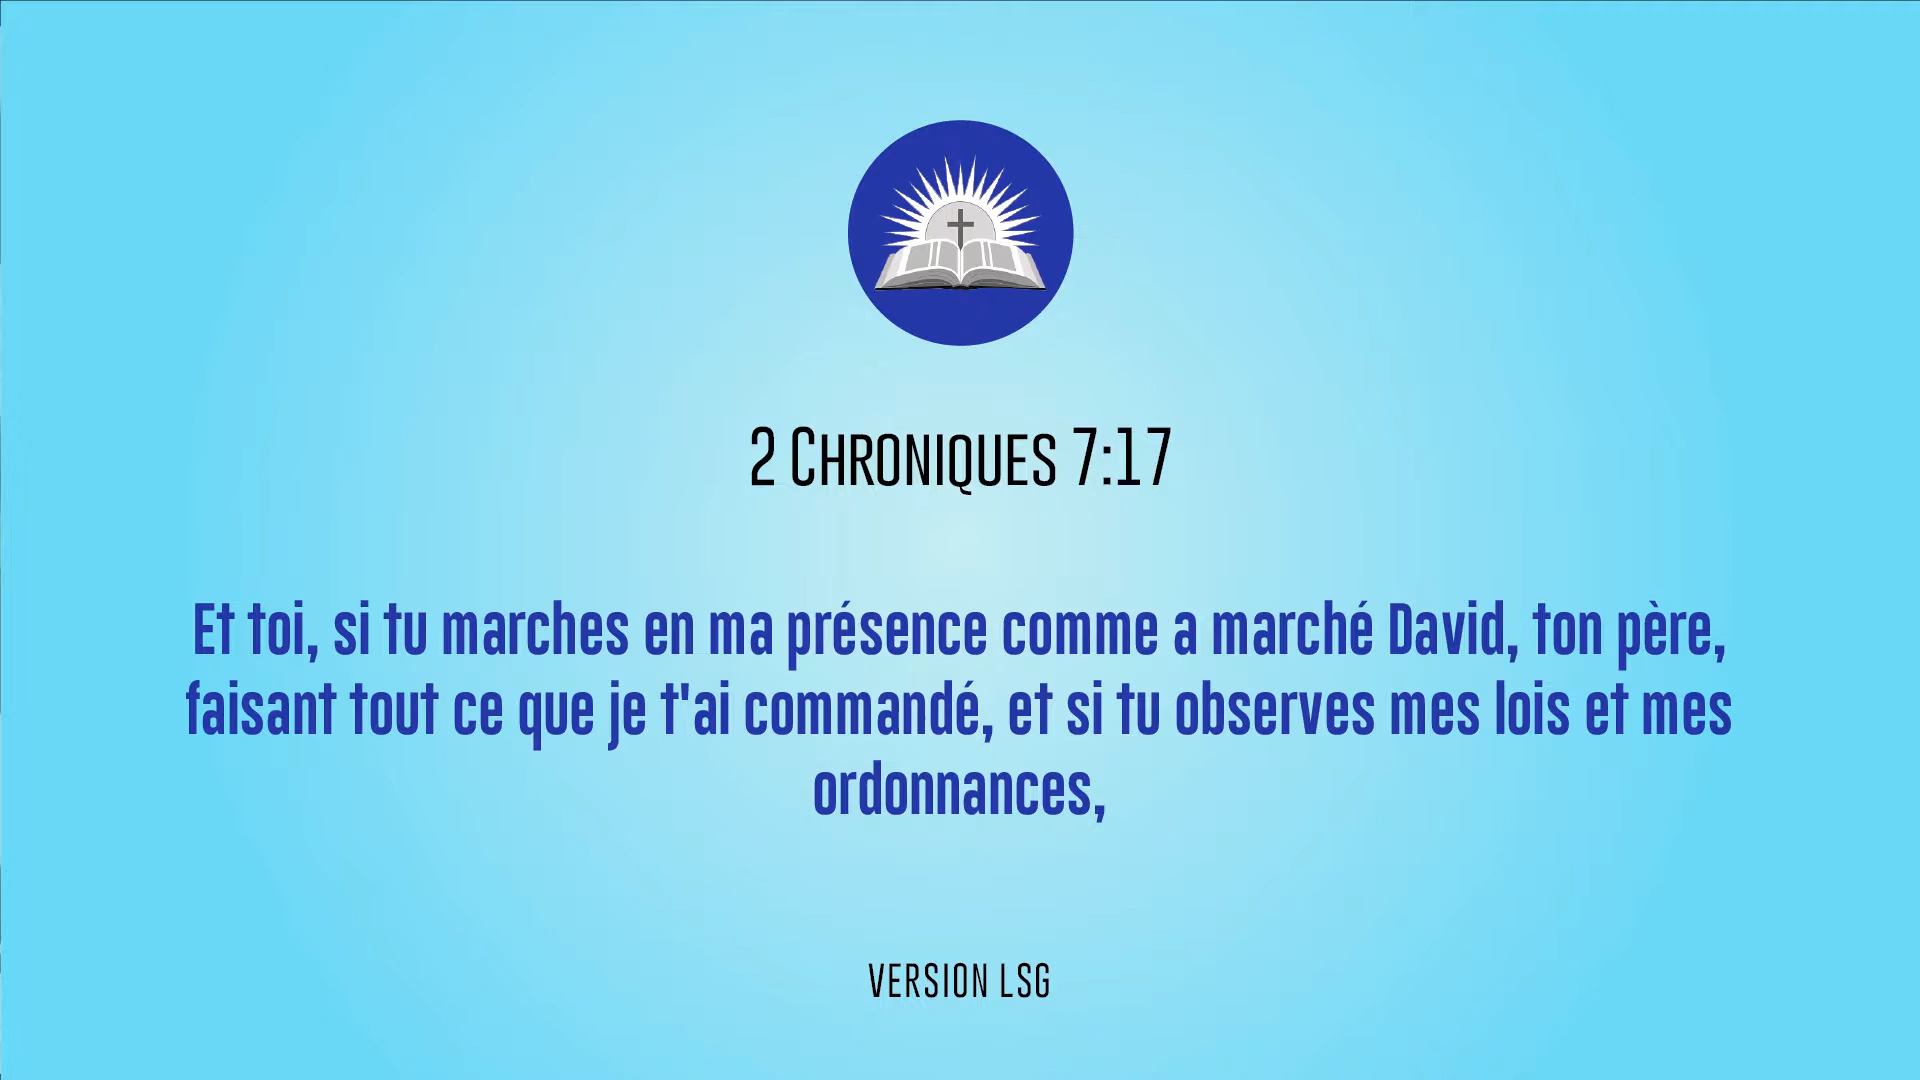 2 CHRONIQUES 7:17
Et toi, si tu marches en ma présence comme a marché David, ton père,
faisant tout ce que je t'ai commandé, et si tu observes mes lois et mes
ordonnances,
VERSION LSG